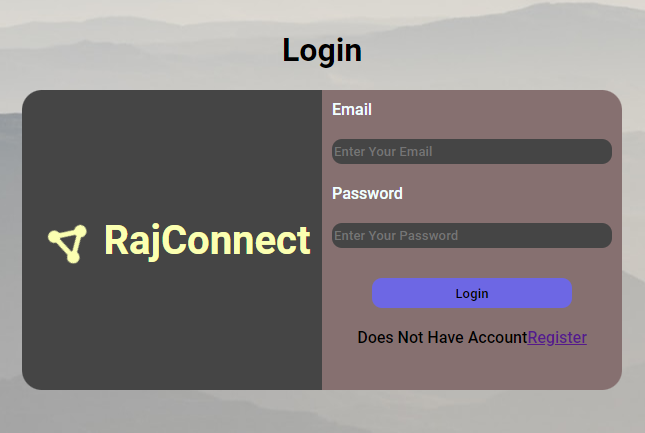 Login
RajConnect
Email
Enter Your Email
Password
Enter Your Password
Login
Does Not Have AccountRegister